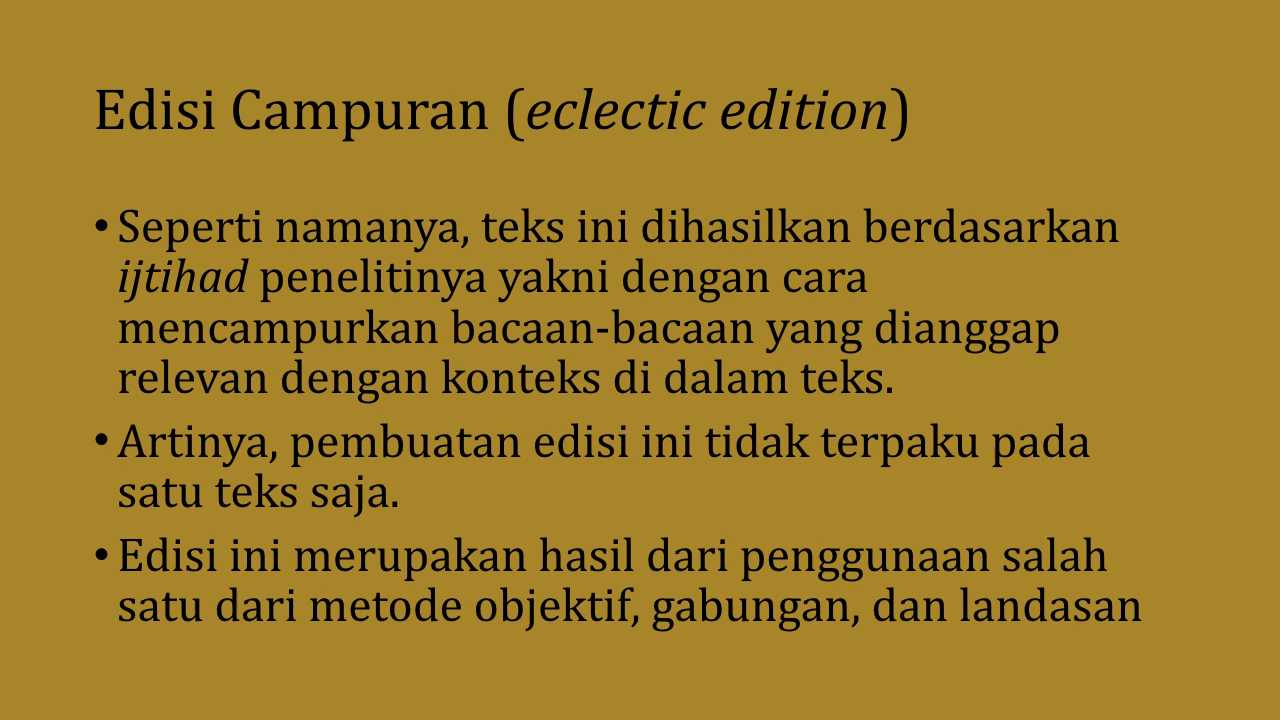 Edisi Campuran (eclectic edition)
• Seperti namanya, teks ini dihasilkan berdasarkan
ijtihad penelitinya yakni dengan cara
mencampurkan bacaan-bacaan yang dianggap
relevan dengan konteks di dalam teks.
• Artinya, pembuatan edisi ini tidak terpaku pada
satu teks saja.
• Edisi ini merupakan hasil dari penggunaan salah
satu dari metode objektif, gabungan, dan landasan